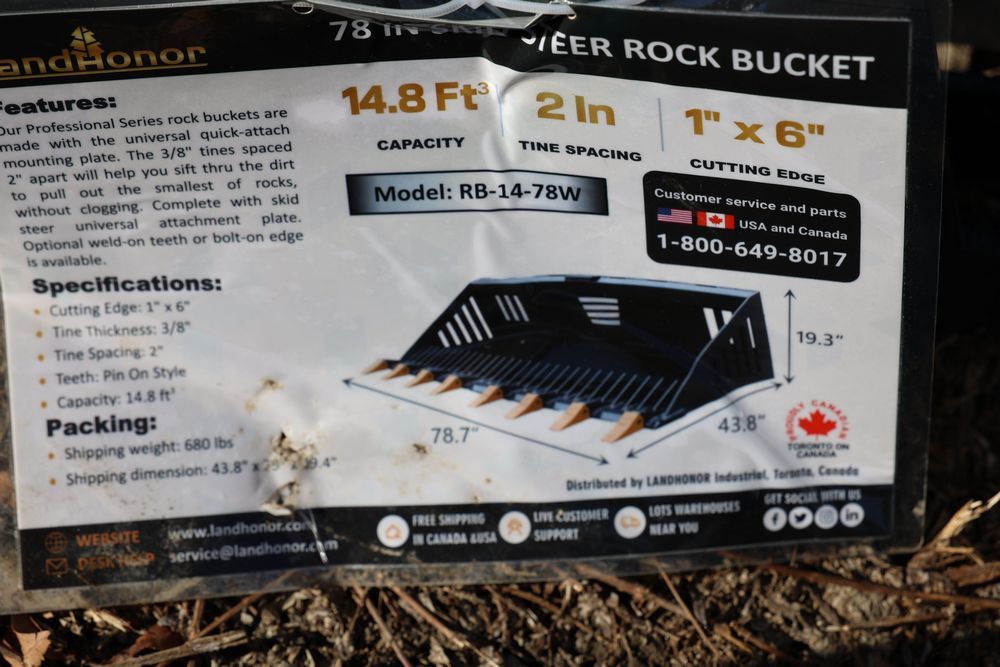 andHonor
78 IN SKID STEER ROCK BUCKET
Features:
Our Professional Series rock buckets are
made with the universal quick-attach
mounting plate. The 3/8" tines spaced
2" apart will help you sift thru the dirt
to pull out the smallest of rocks,
without clogging. Complete with skid
steer universal attachment plate.
Optional weld-on teeth or bolt-on edge
is available.
14.8 Ft³
CAPACITY
2 In
TINE SPACING
1" x 6"
CUTTING EDGE
Model: RB-14-78W
Customer service and parts
USA and Canada
1-800-649-8017
Specifications:
• Cutting Edge: 1" x 6"
• Tine Thickness: 3/8"
• Tine Spacing: 2"
• Teeth: Pin On Style
• Capacity: 14.8 ft³
Packing:
• Shipping weight: 680 lbs
• Shipping dimension: 43.8" x
78.7"
43.8"
19.3"
PROUDLY CANADIAN
TORONTO ON
CANADA
Distributed by LANDHONOR Industrial, Toronto, Canada
WEBSITE www.landhonor.com
DESK HELP service@landhonor.com
FREE SHIPPING
IN CANADA &USA
LIVE CUSTOMER
SUPPORT
LOTS WAREHOUSES
NEAR YOU
GET SOCIAL WITH US